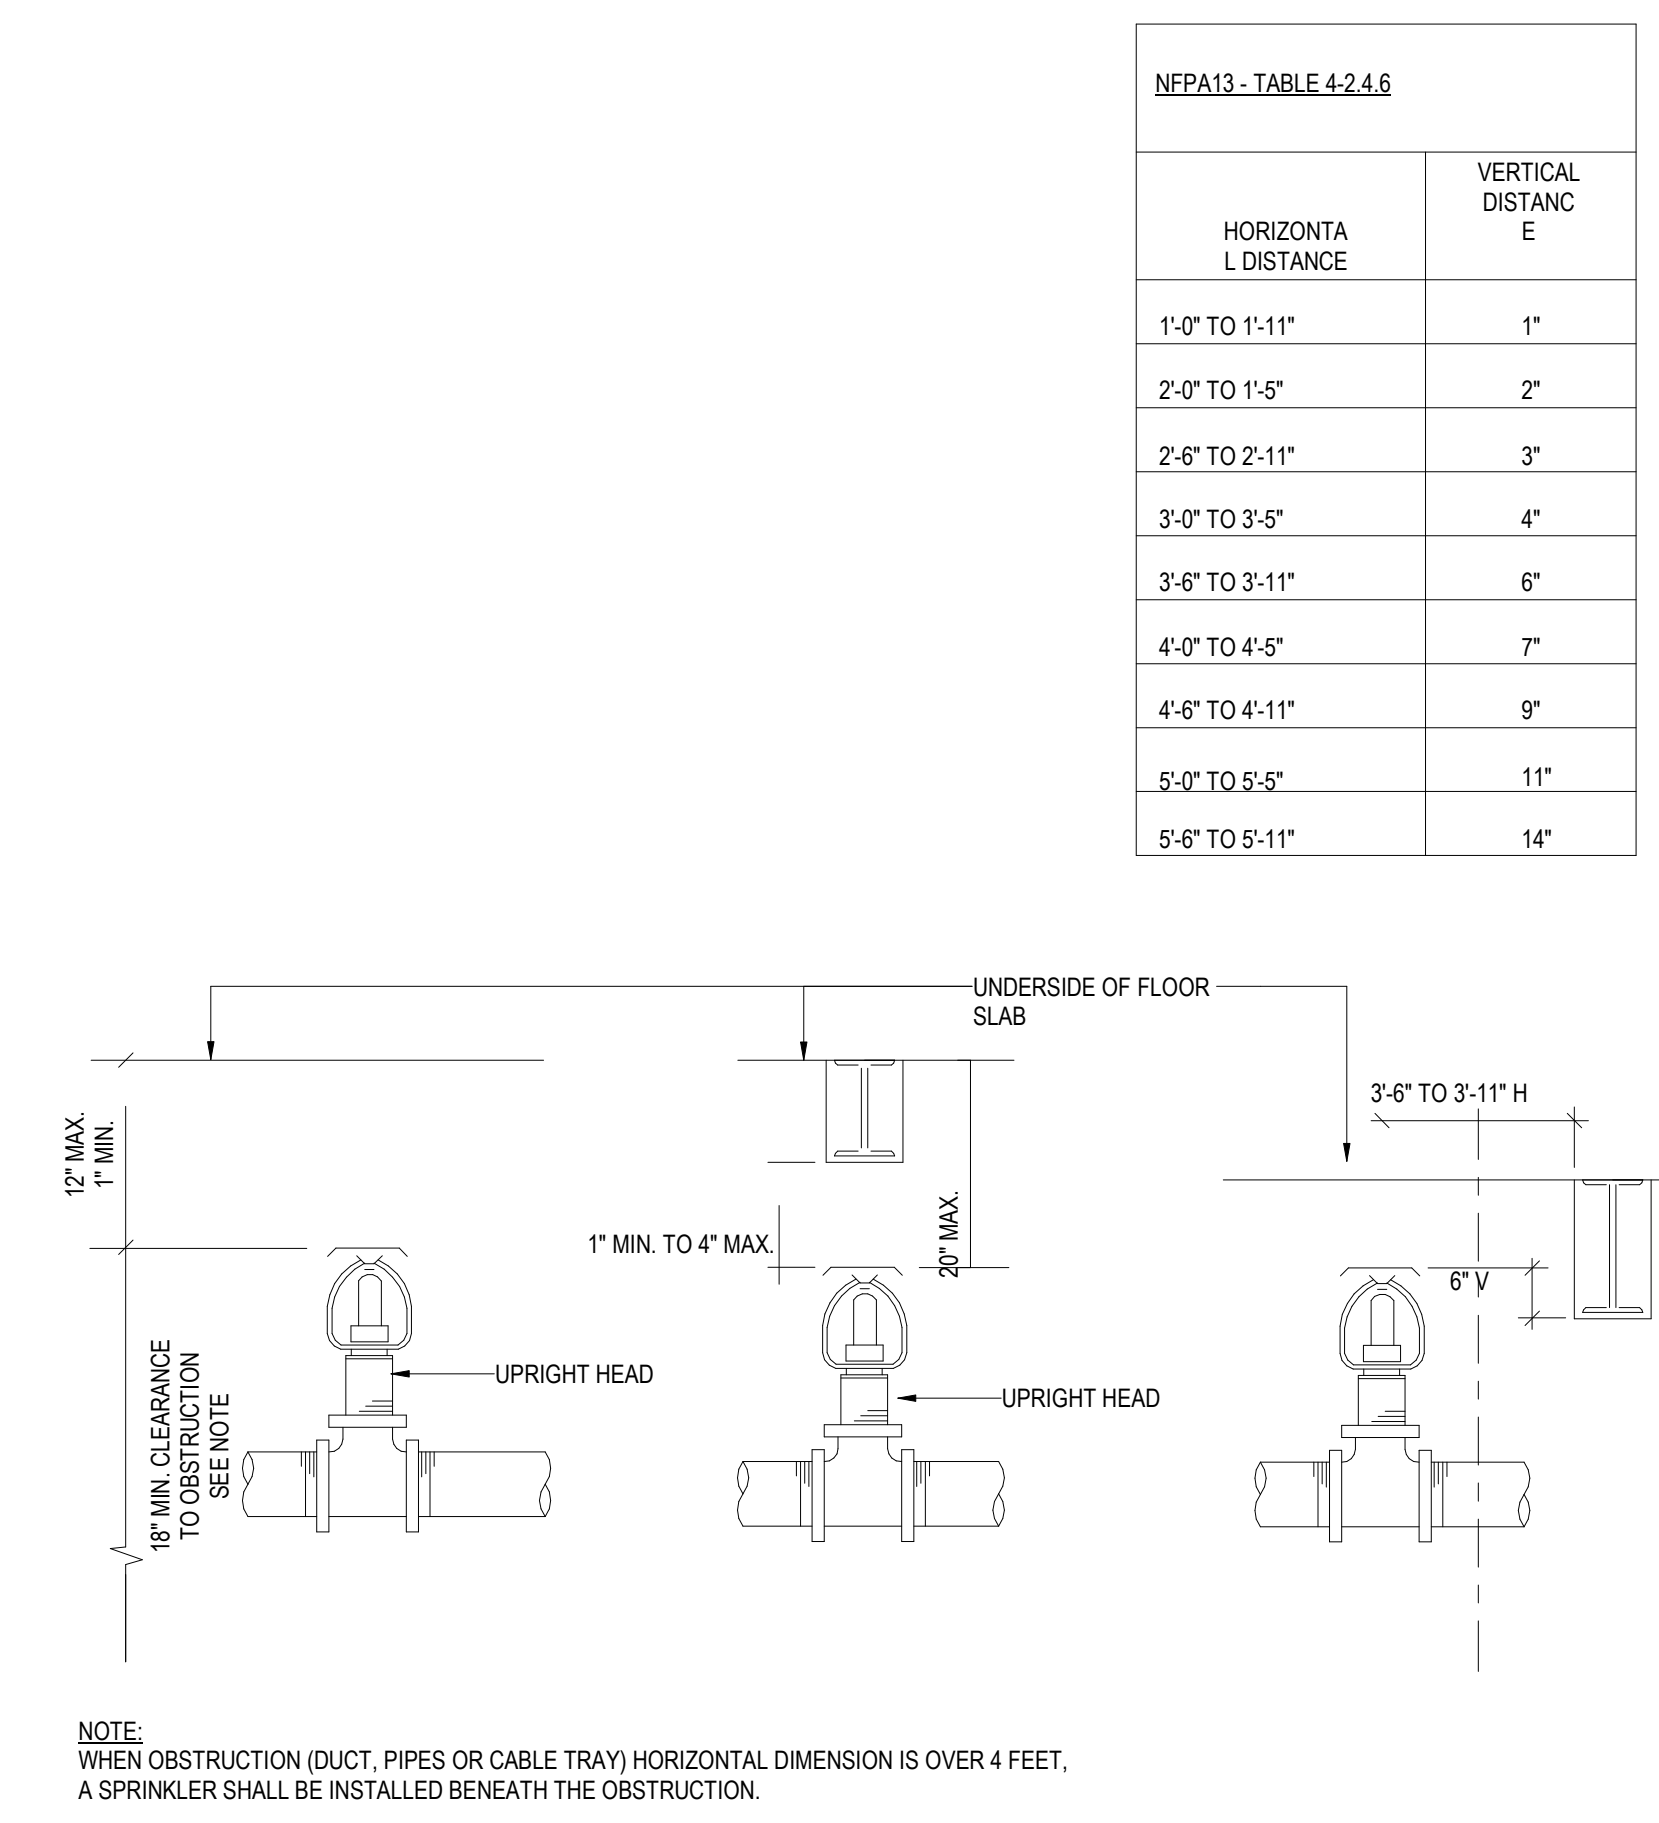 NFPA13 - TABLE 4-2.4.6
HORIZONTA
L DISTANCE
VERTICAL
DISTANC
E
1'-0" TO 1'-11" 1"
2'-0" TO 1'-5" 2"
2'-6" TO 2'-11" 3"
3'-0" TO 3'-5" 4"
3'-6" TO 3'-11" 6"
4'-0" TO 4'-5" 7"
4'-6" TO 4'-11" 9"
5'-0" TO 5'-5" 11"
5'-6" TO 5'-11" 14"
UNDERSIDE OF FLOOR
SLAB
12" MAX.
1" MIN.
18" MIN. CLEARANCE
TO OBSTRUCTION
SEE NOTE
UPRIGHT HEAD
1" MIN. TO 4" MAX.
20" MAX.
UPRIGHT HEAD
3'-6" TO 3'-11" H
6" V
NOTE:
WHEN OBSTRUCTION (DUCT, PIPES OR CABLE TRAY) HORIZONTAL DIMENSION IS OVER 4 FEET,
A SPRINKLER SHALL BE INSTALLED BENEATH THE OBSTRUCTION.